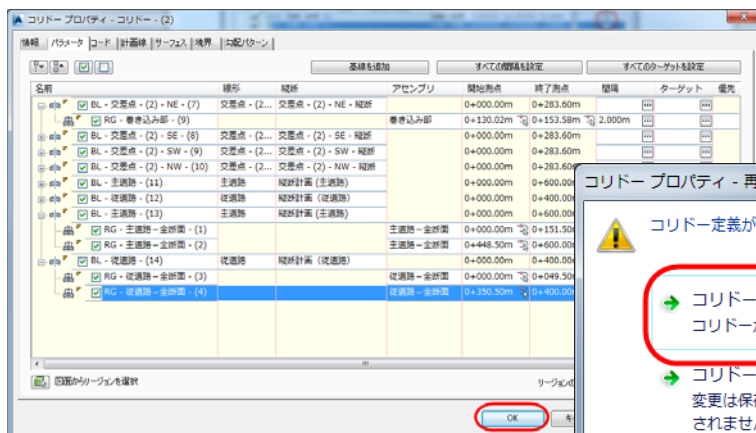 コリドー プロパティ - コリドー - (2)
情報 パラメータ コード 計画線 サーフェス 境界 勾配パターン
基線を追加 すべての間隔を設定 すべてのターゲットを設定
名前 線形 縦断 アセンブリ 開始測点 終了測点 間隔 ターゲット 優先
BL - 交差点 - (2) - NE - (7) 交差点 - (2... 交差点 - (2) - NE - 縦断 0+000.00m 0+283.60m
RG - 巻き込み部 - (9) 巻き込み部 0+130.02m 0+153.58m 2.000m
BL - 交差点 - (2) - SE - (8) 交差点 - (2... 交差点 - (2) - SE - 縦断 0+000.00m 0+283.60m
BL - 交差点 - (2) - SW - (9) 交差点 - (2... 交差点 - (2) - SW - 縦断 0+000.00m 0+283.60m
BL - 交差点 - (2) - NW - (10) 交差点 - (2... 交差点 - (2) - NW - 縦断 0+000.00m 0+283.60
BL - 主道路 - (11) 主道路 縦断計画 (主道路) 0+000.00m 0+600.00
BL - 従道路 - (12) 従道路 縦断計画 (従道路) 0+000.00m 0+400.00
BL - 主道路 - (13) 主道路 縦断計画 (主道路) 0+000.00m 0+600.00
RG - 主道路－全断面 - (1) 主道路－全断面 0+000.00m 0+151.50
RG - 主道路－全断面 - (2) 主道路－全断面 0+448.50m 0+600.00
BL - 従道路 - (14) 従道路 縦断計画 (従道路) 0+000.00m 0+400.00
RG - 従道路－全断面 - (3) 従道路－全断面 0+000.00m 0+049.50
RG - 従道路－全断面 - (4) 従道路－全断面 0+350.50m 0+400.00
図面からリージョンを選択 リージョンの
OK キ
コリドー プロパティ - 再
コリドー定義が
コリドー
コリドーが
コリドー
変更は保存
されません